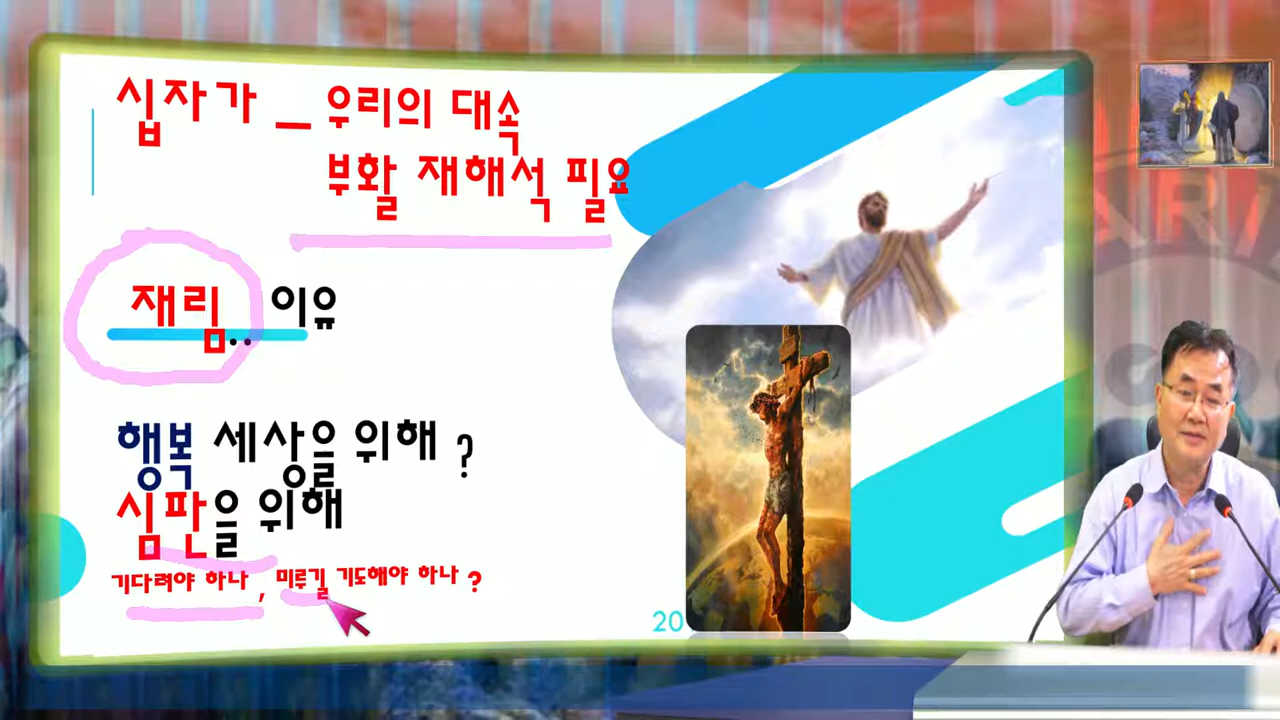 십자가 – 우리의 대속
부활 재해석 필요
재림.. 이유
행복 세상을 위해 ?
심판을 위해
기다려야 하나, 미루길 기도해야 하나 ?
20